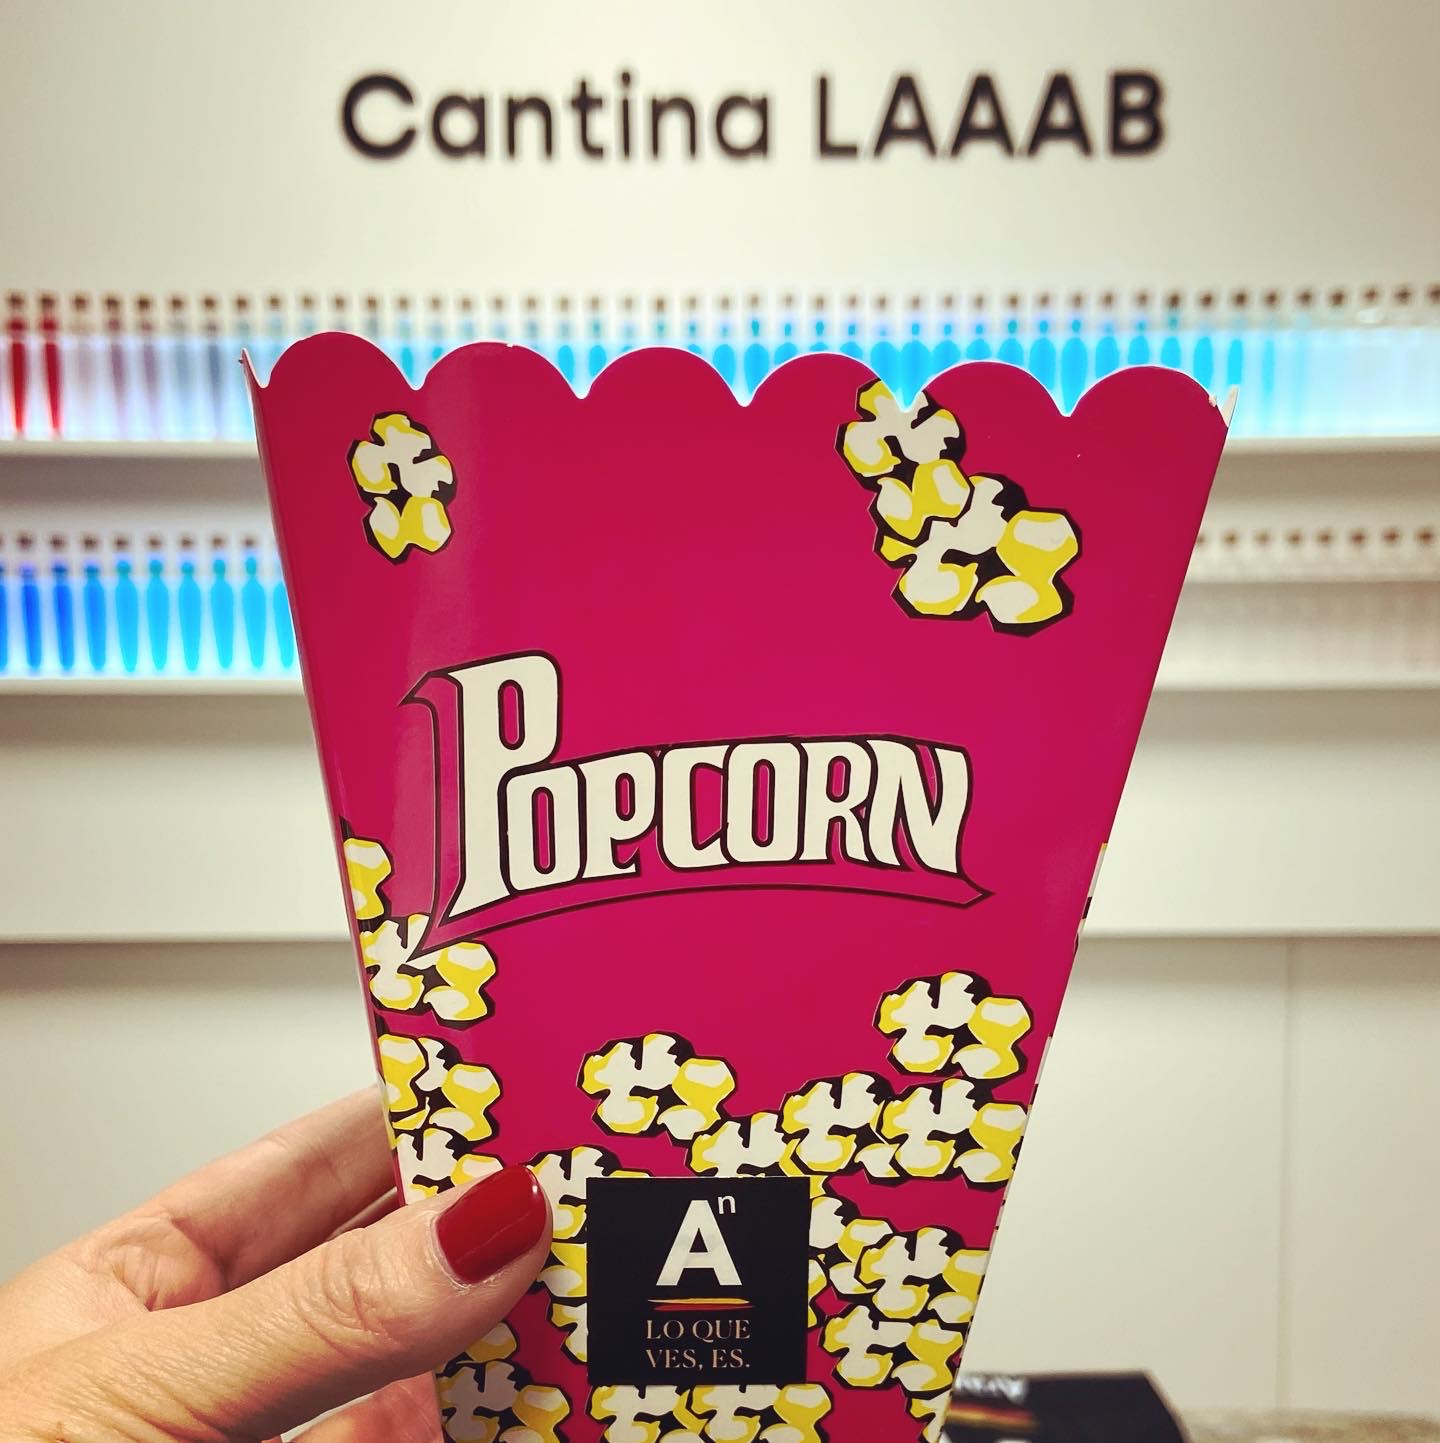 Cantina LAAAB
POPCORN
Aⁿ
LO QUE
VES, ES.